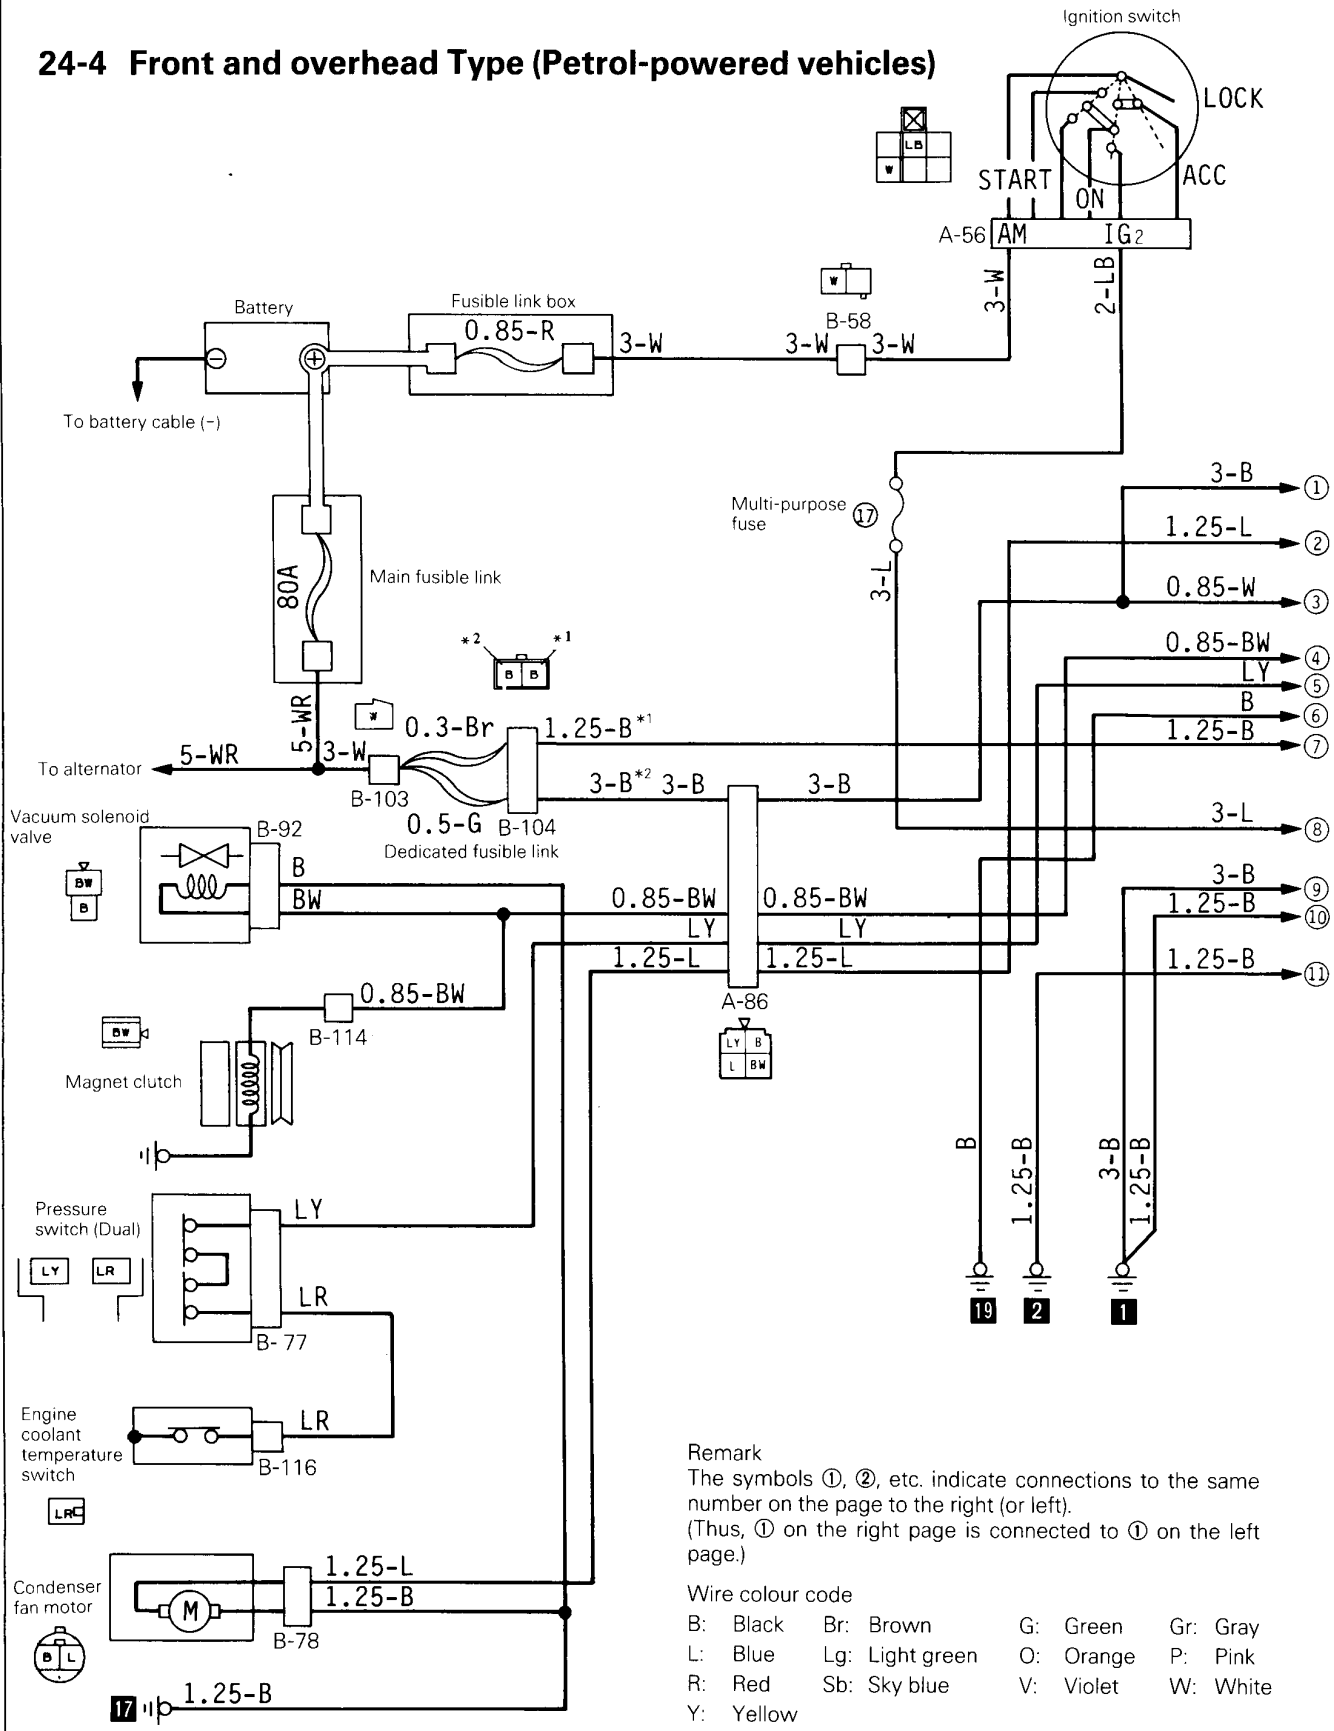 Ignition switch
24-4 Front and overhead Type (Petrol-powered vehicles)
LOCK
LB
W
START
ACC
ON
A-56
AM
IG2
3-W
2-LB
W
Battery
Fusible link box
B-58
0.85-R
3-W
3-W
3-W
To battery cable (−)
3-B
①
Multi-purpose
fuse
⑰
1.25-L
②
80A
Main fusible link
3-L
0.85-W
③
*2
*1
0.85-BW
④
B
B
LY
⑤
5-WR
W
B
⑥
0.3-Br
1.25-B*1
1.25-B
⑦
To alternator
5-WR
3-W
3-B*2
3-B
3-B
B-103
Vacuum solenoid
valve
0.5-G
B-104
3-L
⑧
B-92
Dedicated fusible link
B
BW
B
BW
0.85-BW
0.85-BW
3-B
⑨
1.25-B
⑩
LY
LY
1.25-L
1.25-L
1.25-B
⑪
0.85-BW
A-86
BW
B-114
LY
B
L
BW
Magnet clutch
B
1.25-B
3-B
1.25-B
Pressure
switch (Dual)
LY
LY
LR
LR
19
2
1
B-77
Engine
coolant
temperature
switch
LR
B-116
LR
Remark
The symbols ①, ②, etc. indicate connections to the same
number on the page to the right (or left).
(Thus, ① on the right page is connected to ① on the left
page.)
Condenser
fan motor
1.25-L
M
1.25-B
B-78
B
L
17
1.25-B
Wire colour code
B: Black Br: Brown G: Green Gr: Gray
L: Blue Lg: Light green O: Orange P: Pink
R: Red Sb: Sky blue V: Violet W: White
Y: Yellow